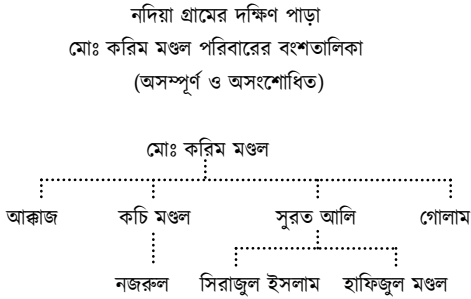 নদিয়া গ্রামের দক্ষিণ পাড়া
মোঃ করিম মণ্ডল পরিবারের বংশতালিকা
(অসম্পূর্ণ ও অসংশোধিত)
মোঃ করিম মণ্ডল
আক্কাজ কচি মণ্ডল সুরত আলি গোলাম
নজরুল সিরাজুল ইসলাম হাফিজুল মণ্ডল